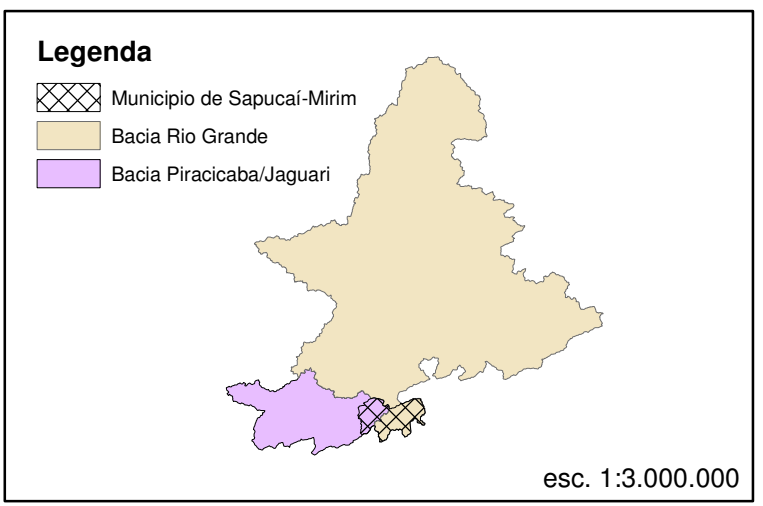 Legenda
Municipio de Sapucaí-Mirim
Bacia Rio Grande
Bacia Piracicaba/Jaguari
esc. 1:3.000.000